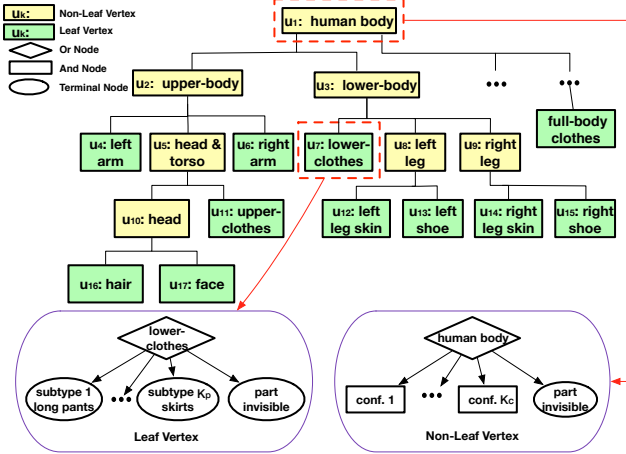 uk: Non-Leaf Vertex
uk: Leaf Vertex
Or Node
And Node
Terminal Node
u1: human body
u2: upper-body
u3: lower-body
•••
•••
u4: left
arm
u5: head &
torso
u6: right
arm
u7: lower-
clothes
u8: left
leg
u9: right
leg
full-body
clothes
u10: head
u11: upper-
clothes
u12: left
leg skin
u13: left
shoe
u14: right
leg skin
u15: right
shoe
u16: hair
u17: face
lower-
clothes
subtype 1
long pants
•••
subtype Kp
skirts
part
invisible
Leaf Vertex
human body
conf. 1
•••
conf. Kc
part
invisible
Non-Leaf Vertex